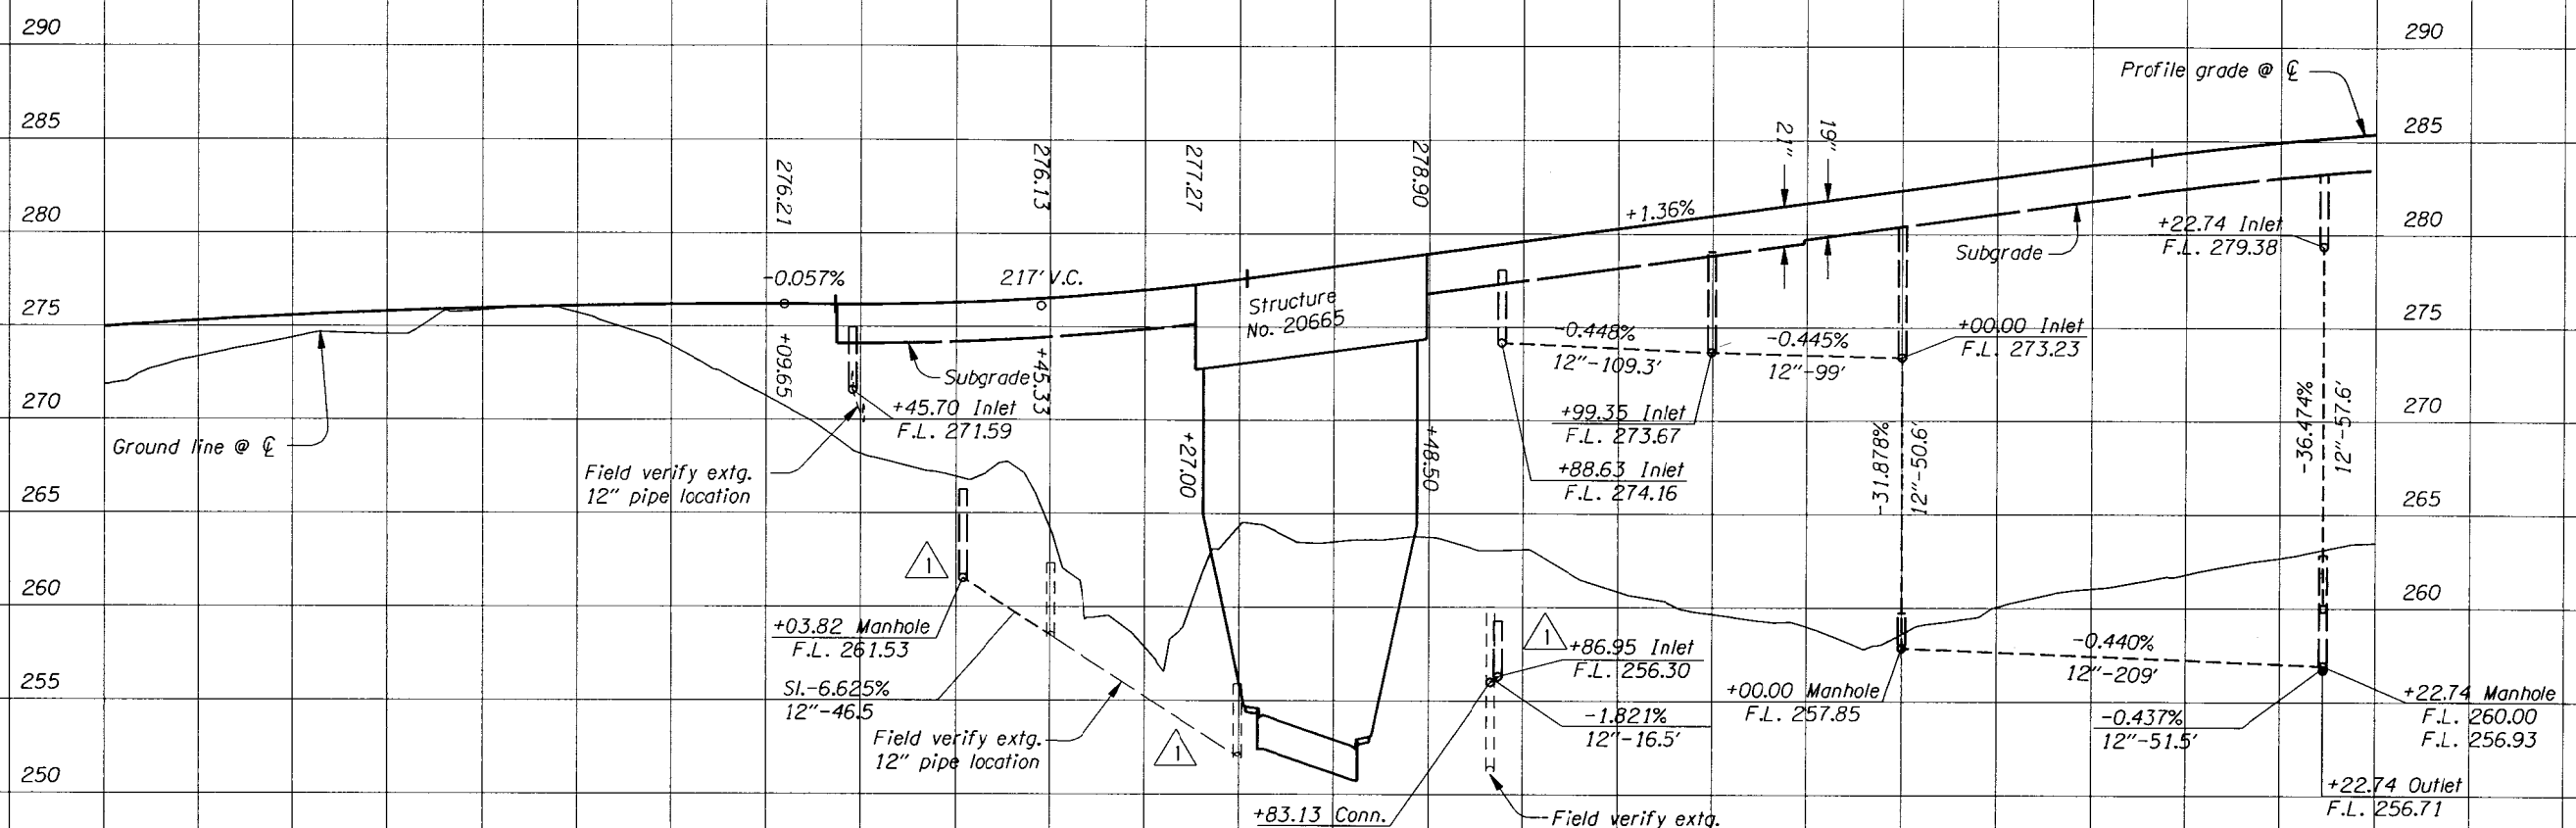 290
290
Profile grade @ ℄
285
285
276.21
276.13
277.27
278.90
21"
19"
280
280
+1.36%
+22.74 Inlet
F.L. 279.38
Subgrade
-0.057%
217' V.C.
275
275
Structure
No. 20665
-0.448%
12"-109.3'
-0.445%
12"-99'
+00.00 Inlet
F.L. 273.23
+09.65
+45.33
Subgrade
270
270
+45.70 Inlet
F.L. 271.59
+99.35 Inlet
F.L. 273.67
Ground line @ ℄
+27.00
+48.50
-31.878%
12"-50.6'
-36.474%
12"-57.6'
Field verify extg.
12" pipe location
+88.63 Inlet
F.L. 274.16
265
265
1
260
260
+03.82 Manhole
F.L. 261.53
1
+86.95 Inlet
F.L. 256.30
-0.440%
12"-209'
255
255
Sl.-6.625%
12"-46.5
+00.00 Manhole
F.L. 257.85
+22.74 Manhole
F.L. 260.00
F.L. 256.93
-1.821%
12"-16.5'
-0.437%
12"-51.5'
Field verify extg.
12" pipe location
1
250
250
+22.74 Outlet
F.L. 256.71
+83.13 Conn.
Field verify extg.